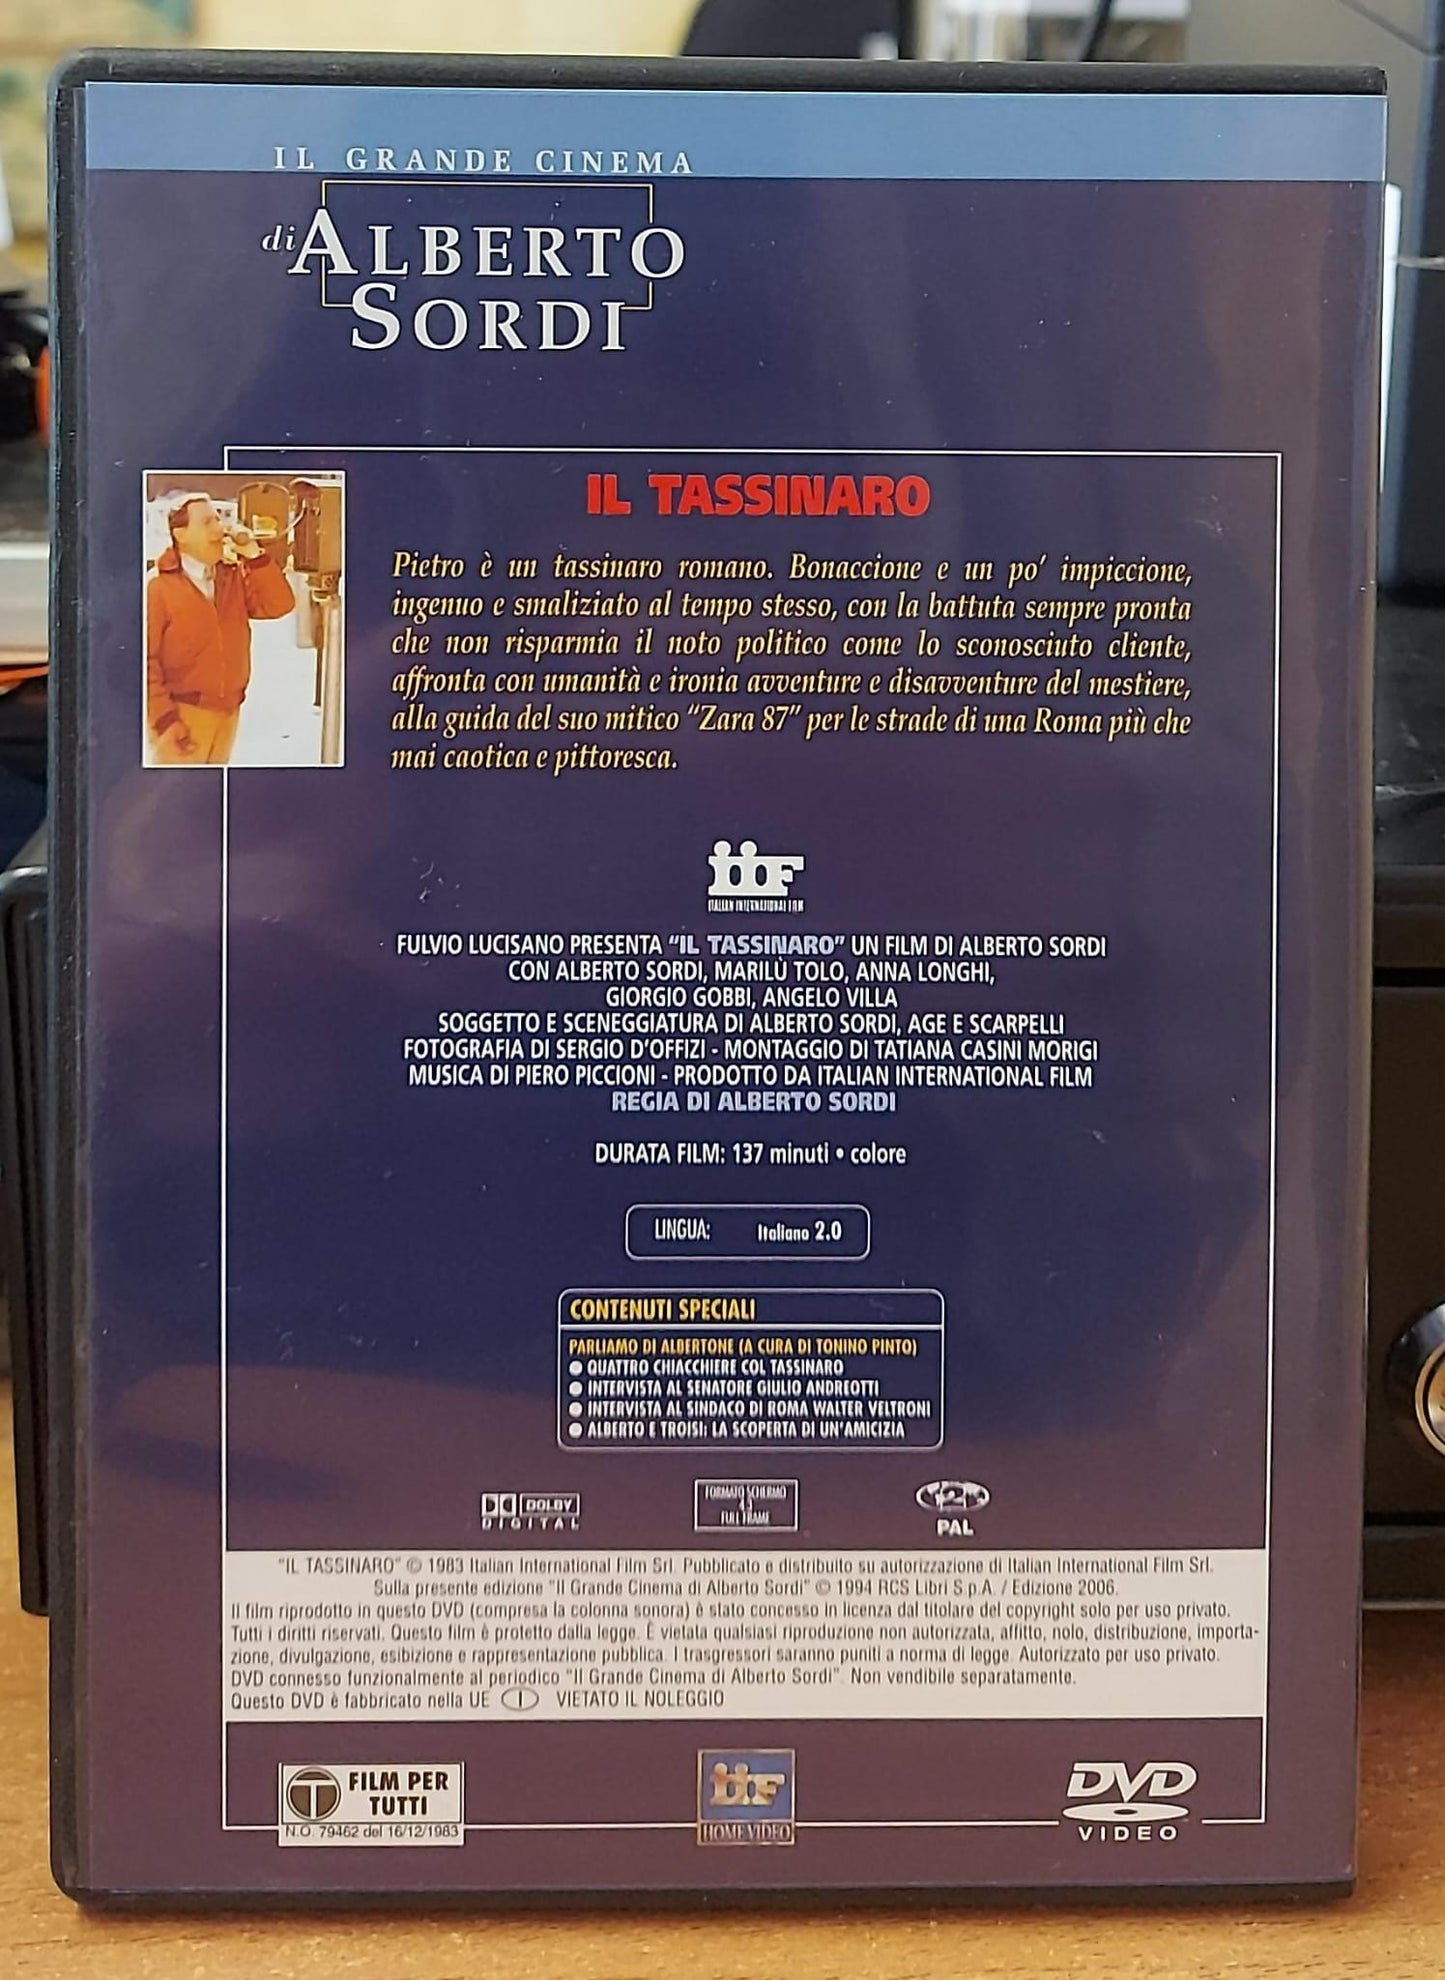 IL GRANDE CINEMA
di ALBERTO
SORDI
IL TASSINARO
Pietro è un tassinaro romano. Bonaccione e un po' impiccione,
ingenuo e smaliziato al tempo stesso, con la battuta sempre pronta
che non risparmia il noto politico come lo sconosciuto cliente,
affronta con umanità e ironia avventure e disavventure del mestiere,
alla guida del suo mitico “Zara 87” per le strade di una Roma più che
mai caotica e pittoresca.
iiF
ITALIAN INTERNATIONAL FILM
FULVIO LUCISANO PRESENTA “IL TASSINARO” UN FILM DI ALBERTO SORDI
CON ALBERTO SORDI, MARILÙ TOLO, ANNA LONGHI,
GIORGIO GOBBI, ANGELO VILLA
SOGGETTO E SCENEGGIATURA DI ALBERTO SORDI, AGE E SCARPELLI
FOTOGRAFIA DI SERGIO D'OFFIZI - MONTAGGIO DI TATIANA CASINI MORIGI
MUSICA DI PIERO PICCIONI - PRODOTTO DA ITALIAN INTERNATIONAL FILM
REGIA DI ALBERTO SORDI
DURATA FILM: 137 minuti • colore
LINGUA: Italiano 2.0
CONTENUTI SPECIALI
PARLIAMO DI ALBERTONE (A CURA DI TONINO PINTO)
● QUATTRO CHIACCHIERE COL TASSINARO
● INTERVISTA AL SENATORE GIULIO ANDREOTTI
● INTERVISTA AL SINDACO DI ROMA WALTER VELTRONI
● ALBERTO E TROISI: LA SCOPERTA DI UN'AMICIZIA
DOLBY
DIGITAL
FORMATO SCHERMO
4:3
FULL FRAME
2
PAL
"IL TASSINARO" © 1983 Italian International Film Srl. Pubblicato e distribuito su autorizzazione di Italian International Film Srl.
Sulla presente edizione "Il Grande Cinema di Alberto Sordi" © 1994 RCS Libri S.p.A. / Edizione 2006.
Il film riprodotto in questo DVD (compresa la colonna sonora) è stato concesso in licenza dal titolare del copyright solo per uso privato.
Tutti i diritti riservati. Questo film è protetto dalla legge. È vietata qualsiasi riproduzione non autorizzata, affitto, nolo, distribuzione, importa-
zione, divulgazione, esibizione e rappresentazione pubblica. I trasgressori saranno puniti a norma di legge. Autorizzato per uso privato.
DVD connesso funzionalmente al periodico "Il Grande Cinema di Alberto Sordi". Non vendibile separatamente.
Questo DVD è fabbricato nella UE I VIETATO IL NOLEGGIO
T FILM PER
TUTTI
N.O. 79462 del 16/12/1983
iiF
HOME VIDEO
DVD
VIDEO